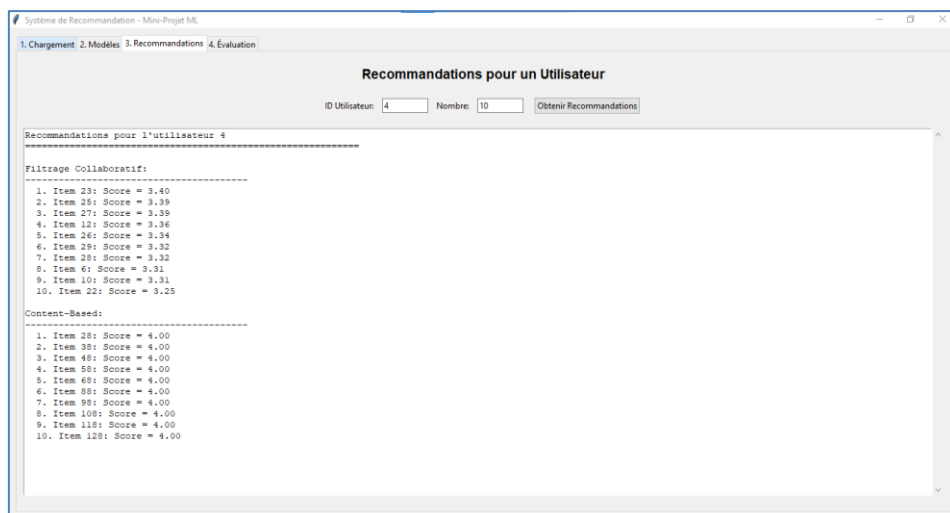 Système de Recommandation - Mini-Projet ML
1. Chargement 2. Modèles 3. Recommandations 4. Évaluation
Recommandations pour un Utilisateur
ID Utilisateur: 4 Nombre: 10 Obtenir Recommandations
Recommandations pour l'utilisateur 4
============================================================
Filtrage Collaboratif:
----------------------------------------
1. Item 23: Score = 3.40
2. Item 25: Score = 3.39
3. Item 27: Score = 3.39
4. Item 12: Score = 3.36
5. Item 26: Score = 3.34
6. Item 29: Score = 3.32
7. Item 28: Score = 3.32
8. Item 6: Score = 3.31
9. Item 10: Score = 3.31
10. Item 22: Score = 3.25
Content-Based:
----------------------------------------
1. Item 28: Score = 4.00
2. Item 38: Score = 4.00
3. Item 48: Score = 4.00
4. Item 58: Score = 4.00
5. Item 68: Score = 4.00
6. Item 88: Score = 4.00
7. Item 98: Score = 4.00
8. Item 108: Score = 4.00
9. Item 118: Score = 4.00
10. Item 128: Score = 4.00